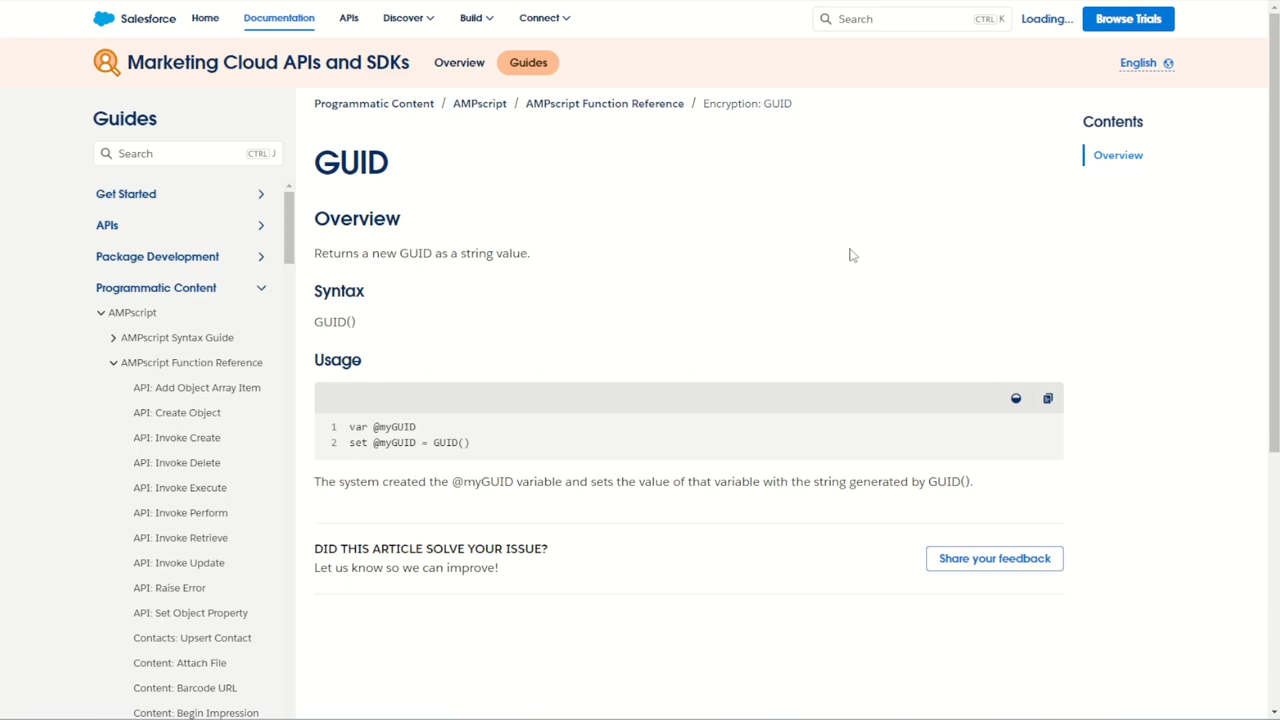 Salesforce
Home
Documentation
APIs
Discover
Build
Connect
Search
CTRL K
Loading...
Browse Trials
Marketing Cloud APIs and SDKs
Overview
Guides
English
Guides
Search
CTRL J
Get Started
APIs
Package Development
Programmatic Content
AMPscript
AMPscript Syntax Guide
AMPscript Function Reference
API: Add Object Array Item
API: Create Object
API: Invoke Create
API: Invoke Delete
API: Invoke Execute
API: Invoke Perform
API: Invoke Retrieve
API: Invoke Update
API: Raise Error
API: Set Object Property
Contacts: Upsert Contact
Content: Attach File
Content: Barcode URL
Content: Begin Impression
Programmatic Content / AMPscript / AMPscript Function Reference / Encryption: GUID
GUID
Overview
Returns a new GUID as a string value.
Syntax
GUID()
Usage
1 var @myGUID
2 set @myGUID = GUID()
The system created the @myGUID variable and sets the value of that variable with the string generated by GUID().
DID THIS ARTICLE SOLVE YOUR ISSUE?
Let us know so we can improve!
Share your feedback
Contents
Overview